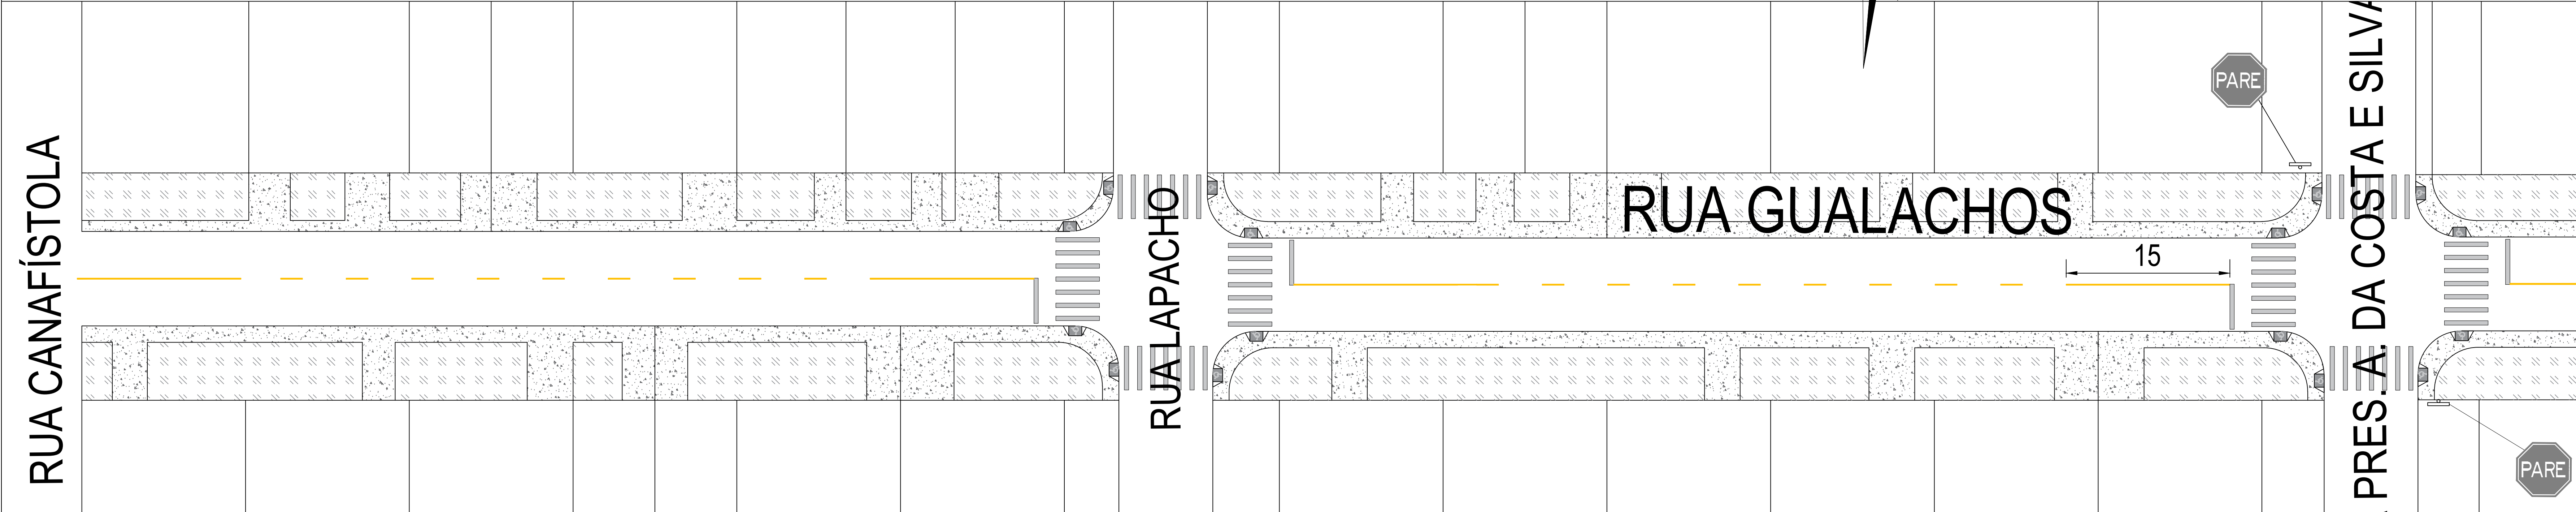 RUA CANAFÍSTOLA
RUA LAPACHO
RUA GUALACHOS
15
PARE
PRES. A. DA COSTA E SILVA
PARE